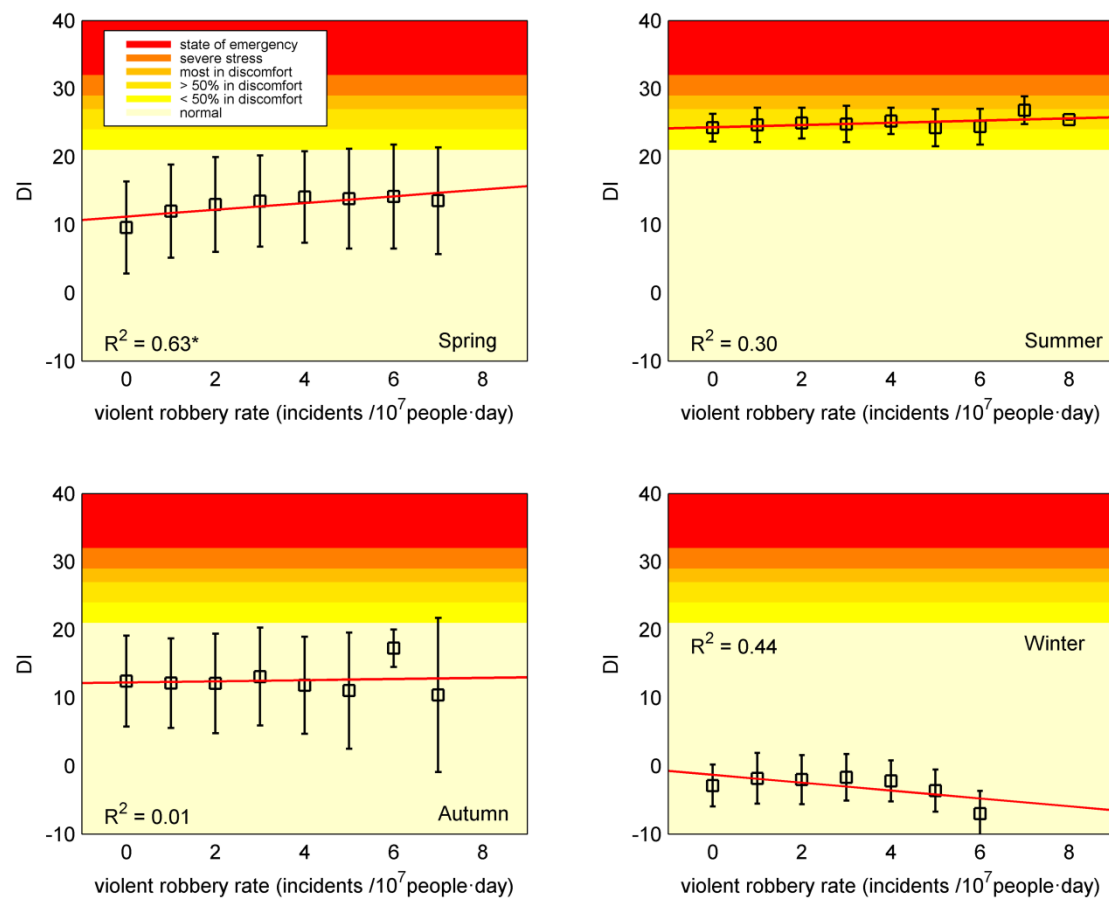 40
30
20
10
0
-10
DI
state of emergency
severe stress
most in discomfort
> 50% in discomfort
< 50% in discomfort
normal
R² = 0.63*
Spring
0 2 4 6 8
violent robbery rate (incidents /10⁷people·day)
40
30
20
10
0
-10
DI
R² = 0.30
Summer
0 2 4 6 8
violent robbery rate (incidents /10⁷people·day)
40
30
20
10
0
-10
DI
R² = 0.01
Autumn
0 2 4 6 8
violent robbery rate (incidents /10⁷people·day)
40
30
20
10
0
-10
DI
R² = 0.44
Winter
0 2 4 6 8
violent robbery rate (incidents /10⁷people·day)